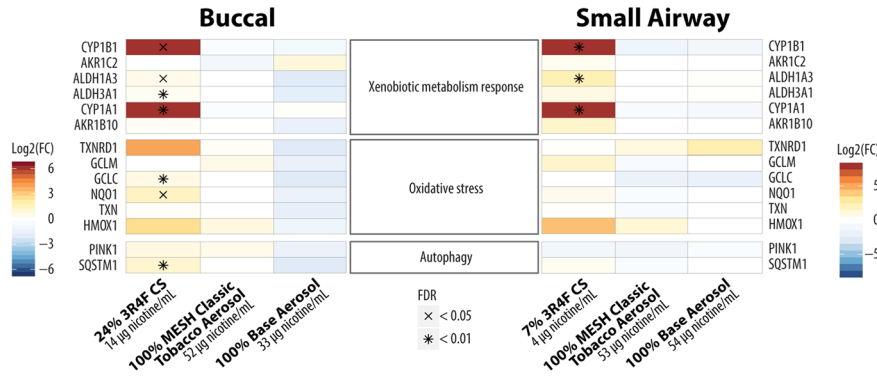 Buccal
Small Airway
CYP1B1
AKR1C2
ALDH1A3
ALDH3A1
CYP1A1
AKR1B10
Xenobiotic metabolism response
CYP1B1
AKR1C2
ALDH1A3
ALDH3A1
CYP1A1
AKR1B10
Log2(FC)
6
3
0
−3
−6
TXNRD1
GCLM
GCLC
NQO1
TXN
HMOX1
Oxidative stress
TXNRD1
GCLM
GCLC
NQO1
TXN
HMOX1
Log2(FC)
5
0
−5
PINK1
SQSTM1
Autophagy
PINK1
SQSTM1
24% 3R4F CS
14 µg nicotine/mL
100% MESH Classic
Tobacco Aerosol
52 µg nicotine/mL
100% Base Aerosol
33 µg nicotine/mL
FDR
× < 0.05
✳ < 0.01
7% 3R4F CS
4 µg nicotine/mL
100% MESH Classic
Tobacco Aerosol
53 µg nicotine/mL
100% Base Aerosol
54 µg nicotine/mL